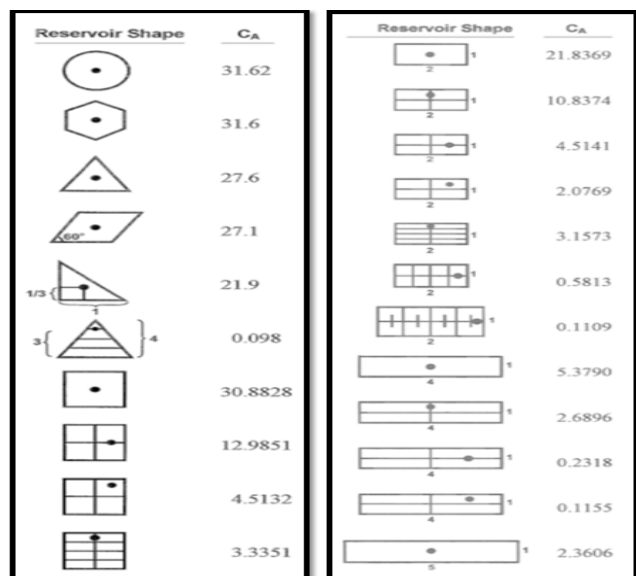 Reservoir Shape C_A
31.62
31.6
27.6
60° 27.1
1/3 1 21.9
3 4 0.098
30.8828
12.9851
4.5132
3.3351
Reservoir Shape C_A
1 2 21.8369
1 2 10.8374
1 2 4.5141
1 2 2.0769
1 2 3.1573
1 2 0.5813
1 2 0.1109
1 4 5.3790
1 4 2.6896
1 4 0.2318
1 4 0.1155
1 5 2.3606